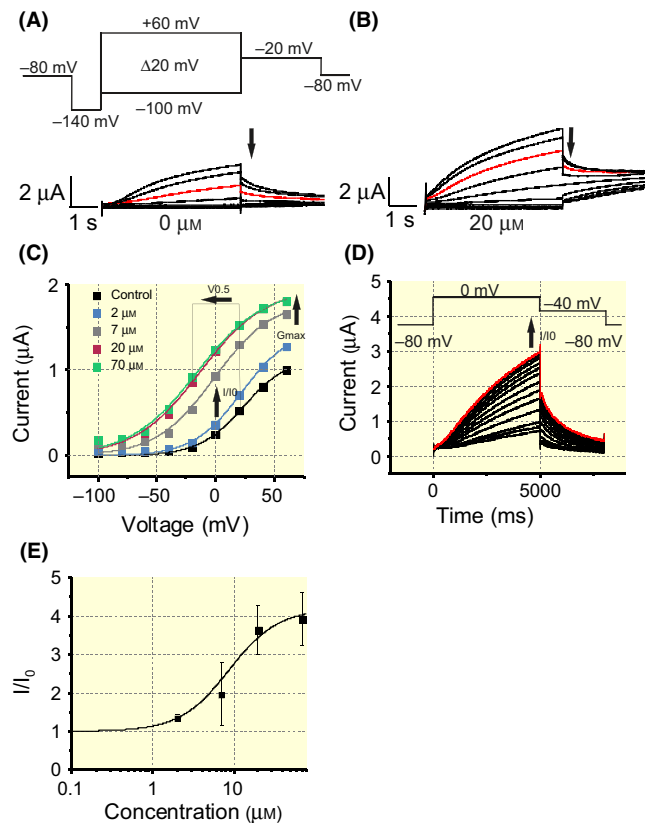 (A)
+60 mV
–80 mV
Δ20 mV
–20 mV
–80 mV
–100 mV
–140 mV
2 μA
1 s
0 μM
(B)
2 μA
1 s
20 μM
(C)
2
1
0
Current (μA)
Control
2 μM
7 μM
20 μM
70 μM
V0.5
Gmax
I/I0
–100
–50
0
50
Voltage (mV)
(D)
5
4
3
2
1
0
Current (μA)
0 mV
–40 mV
–80 mV
–80 mV
I/I0
0
5000
Time (ms)
(E)
5
4
3
2
1
0
I/I0
0.1
1
10
Concentration (μM)